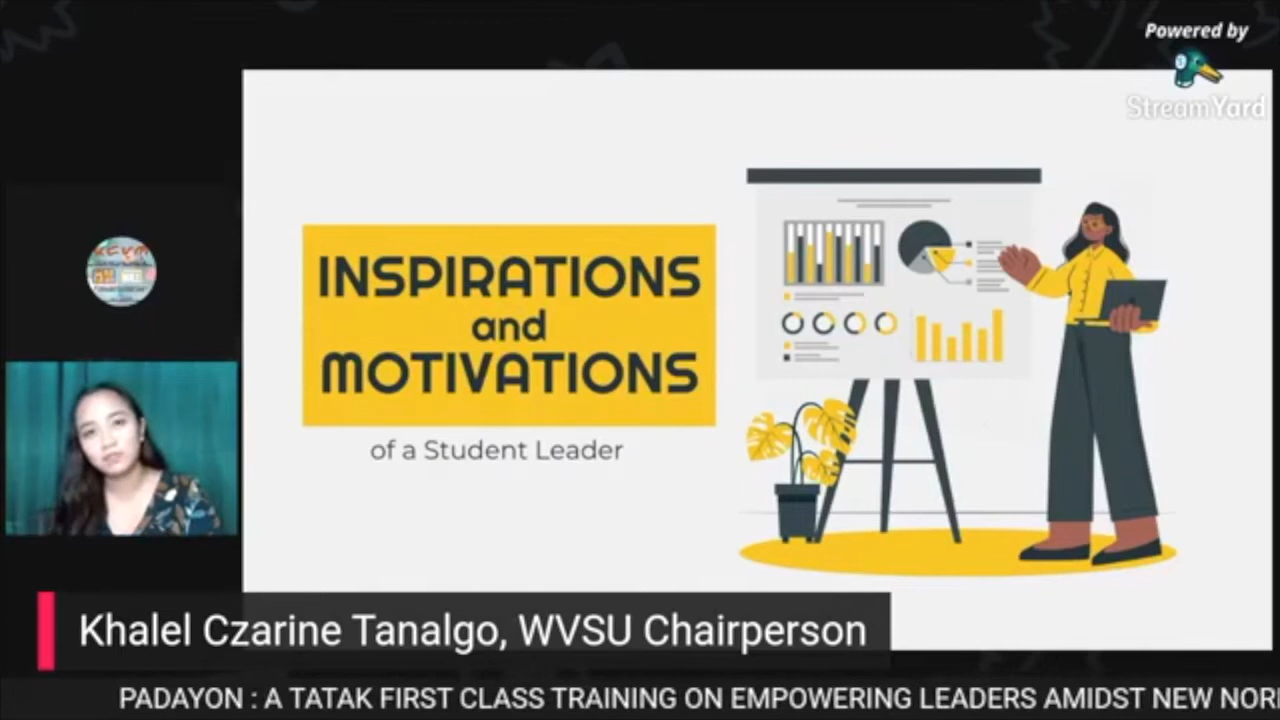 Powered by
StreamYard
INSPIRATIONS
and
MOTIVATIONS
of a Student Leader
Khalel Czarine Tanalgo, WVSU Chairperson
PADAYON : A TATAK FIRST CLASS TRAINING ON EMPOWERING LEADERS AMIDST NEW